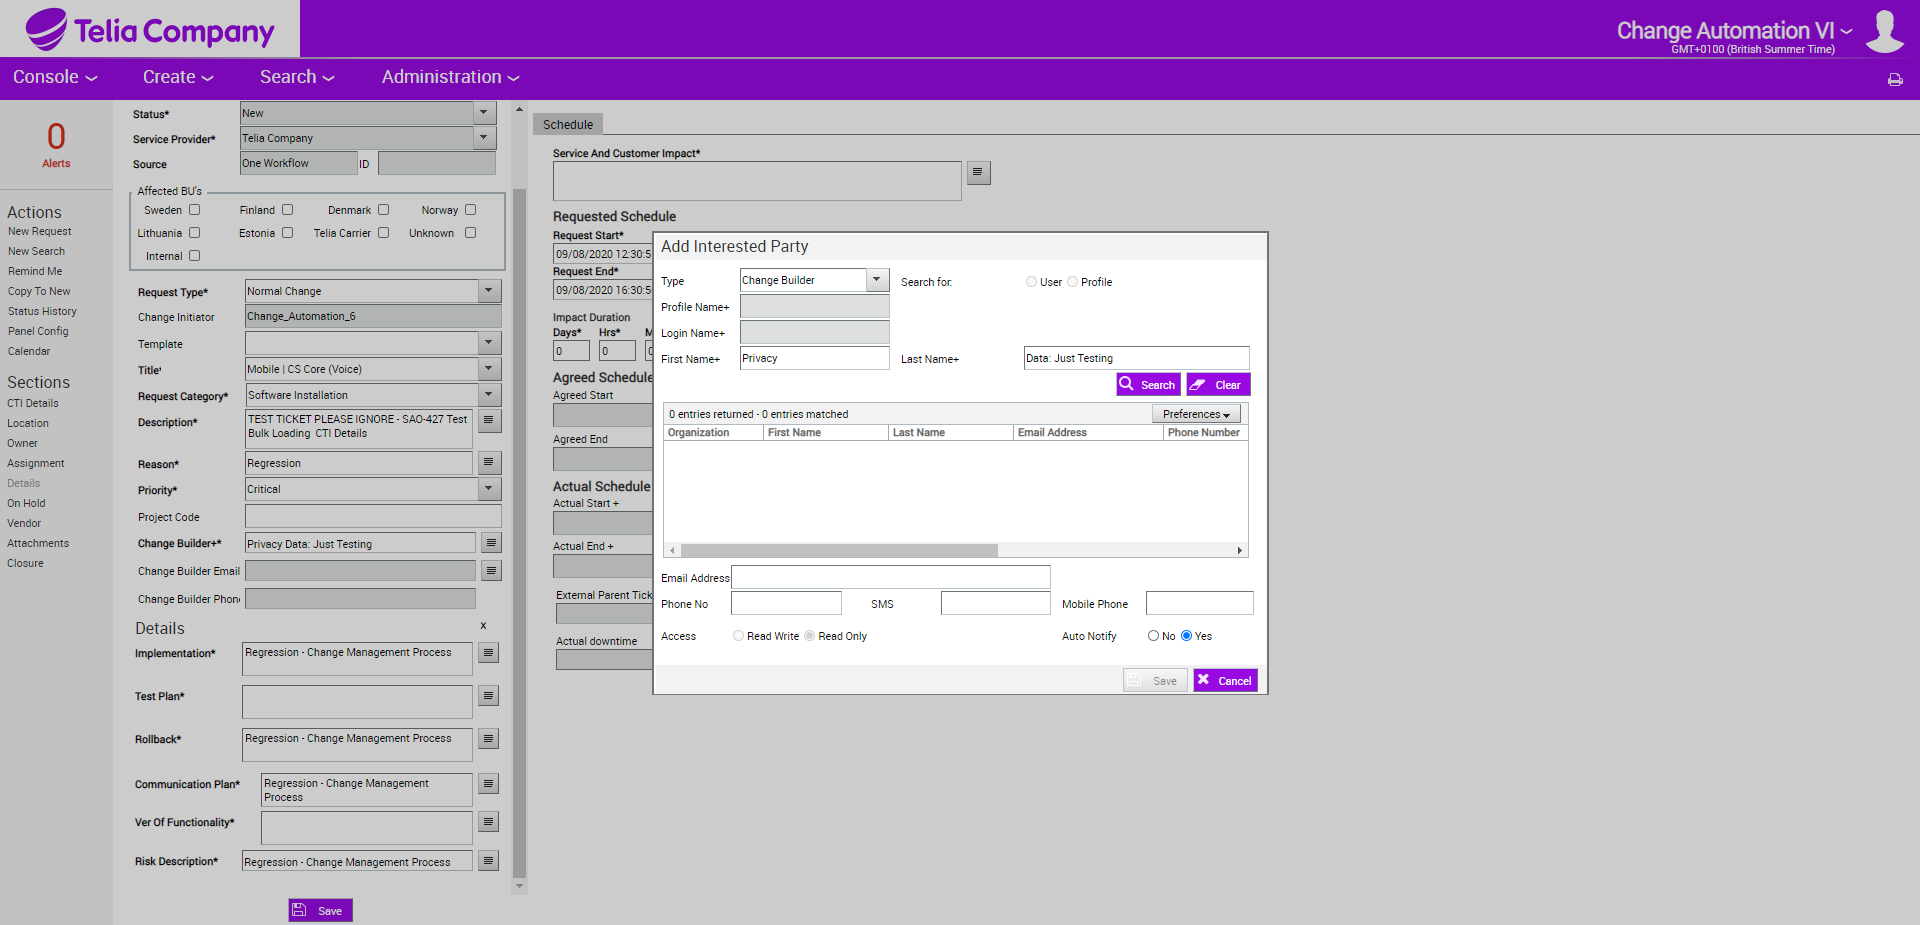 Telia Company
Change Automation VI
GMT+0100 (British Summer Time)
Console
Create
Search
Administration
0
Alerts
Actions
New Request
New Search
Remind Me
Copy To New
Status History
Panel Config
Calendar
Sections
CTI Details
Location
Owner
Assignment
Details
On Hold
Vendor
Attachments
Closure
Status* New
Service Provider* Telia Company
Source One Workflow ID
Affected BU's
Sweden Finland Denmark Norway
Lithuania Estonia Telia Carrier Unknown
Internal
Request Type* Normal Change
Change Initiator Change_Automation_6
Template
Title* Mobile | CS Core (Voice)
Request Category* Software Installation
Description* TEST TICKET PLEASE IGNORE - SAO-427 Test
Bulk Loading CTI Details
Reason* Regression
Priority* Critical
Project Code
Change Builder+* Privacy Data: Just Testing
Change Builder Email
Change Builder Phon
Details x
Implementation* Regression - Change Management Process
Test Plan*
Rollback* Regression - Change Management Process
Communication Plan* Regression - Change Management
Process
Ver Of Functionality*
Risk Description* Regression - Change Management Process
Save
Schedule
Service And Customer Impact*
Requested Schedule
Request Start*
09/08/2020 12:30:5
Request End*
09/08/2020 16:30:5
Impact Duration
Days* Hrs* M
0 0 0
Agreed Schedule
Agreed Start
Agreed End
Actual Schedule
Actual Start +
Actual End +
External Parent Tick
Actual downtime
Add Interested Party
Type Change Builder Search for: User Profile
Profile Name+
Login Name+
First Name+ Privacy Last Name+ Data: Just Testing
Search Clear
0 entries returned - 0 entries matched Preferences
Organization First Name Last Name Email Address Phone Number
Email Address
Phone No SMS Mobile Phone
Access Read Write Read Only Auto Notify No Yes
Save Cancel